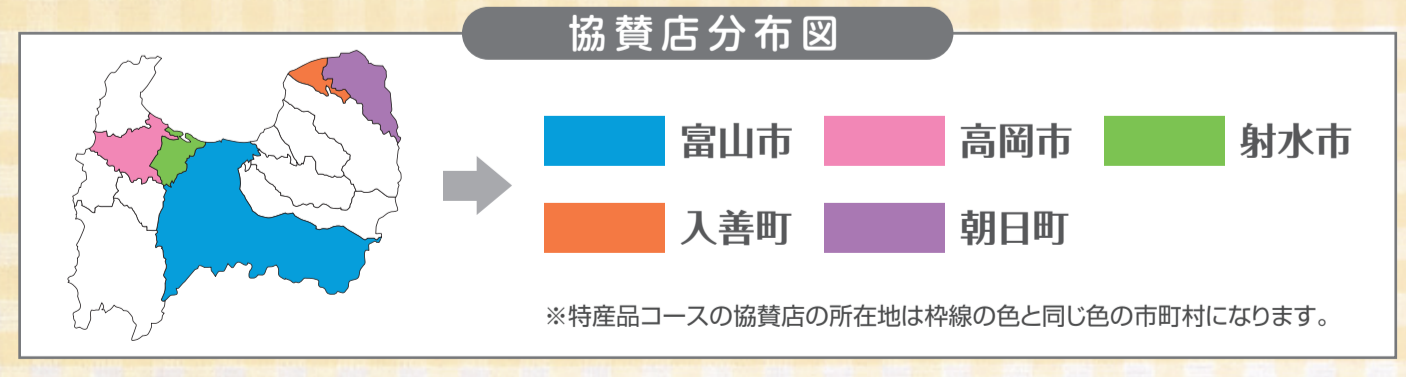 協賛店分布図
富山市 高岡市 射水市
入善町 朝日町
※特産品コースの協賛店の所在地は枠線の色と同じ色の市町村になります。